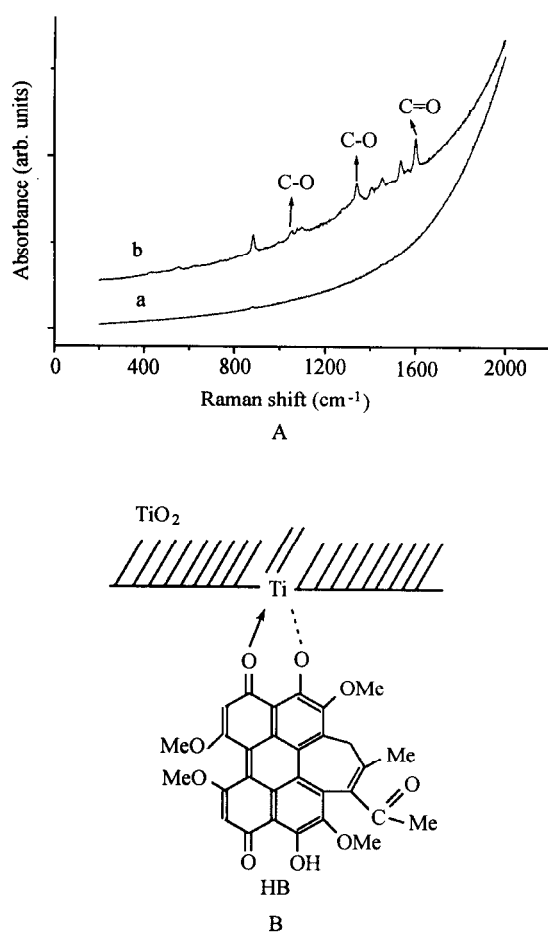 Absorbance (arb. units)
C=O
C-O
C-O
b
a
0 400 800 1200 1600 2000
Raman shift (cm⁻¹)
A
TiO₂
Ti
O O
OMe
MeO Me
MeO O
C
OMe Me
O OH
HB
B